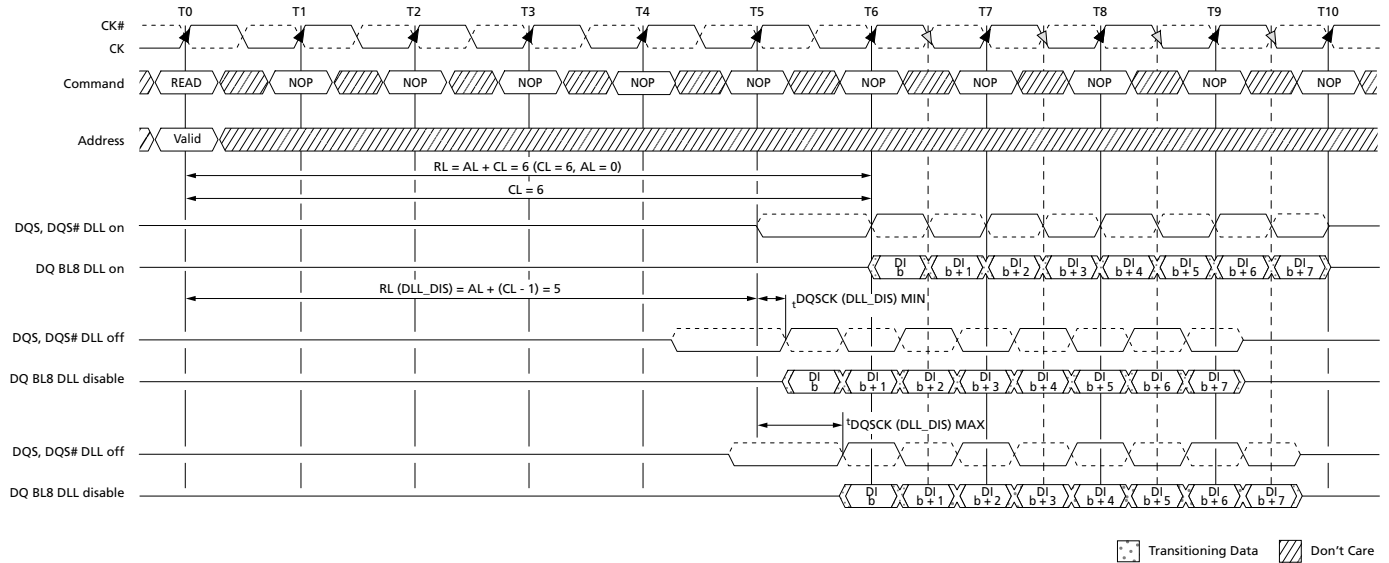 T0 T1 T2 T3 T4 T5 T6 T7 T8 T9 T10
CK#
CK
Command READ NOP NOP NOP NOP NOP NOP NOP NOP NOP NOP
Address Valid
RL = AL + CL = 6 (CL = 6, AL = 0)
CL = 6
DQS, DQS# DLL on
DQ BL8 DLL on DI b DI b + 1 DI b + 2 DI b + 3 DI b + 4 DI b + 5 DI b + 6 DI b + 7
RL (DLL_DIS) = AL + (CL - 1) = 5 tDQSCK (DLL_DIS) MIN
DQS, DQS# DLL off
DQ BL8 DLL disable DI b DI b + 1 DI b + 2 DI b + 3 DI b + 4 DI b + 5 DI b + 6 DI b + 7
tDQSCK (DLL_DIS) MAX
DQS, DQS# DLL off
DQ BL8 DLL disable DI b DI b + 1 DI b + 2 DI b + 3 DI b + 4 DI b + 5 DI b + 6 DI b + 7
Transitioning Data Don't Care